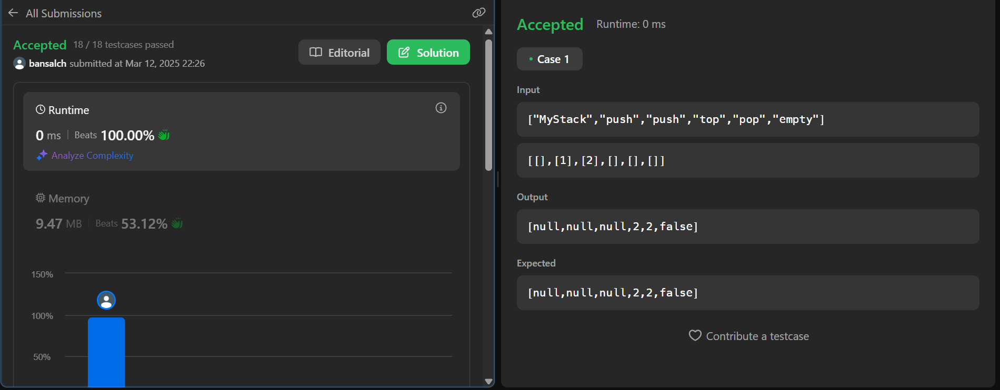 All Submissions
Accepted 18 / 18 testcases passed
bansalch submitted at Mar 12, 2025 22:26
Editorial
Solution
Runtime
0 ms | Beats 100.00%
Analyze Complexity
Memory
9.47 MB | Beats 53.12%
150%
100%
50%
Accepted Runtime: 0 ms
• Case 1
Input
["MyStack","push","push","top","pop","empty"]
[[],[1],[2],[],[],[]]
Output
[null,null,null,2,2,false]
Expected
[null,null,null,2,2,false]
Contribute a testcase